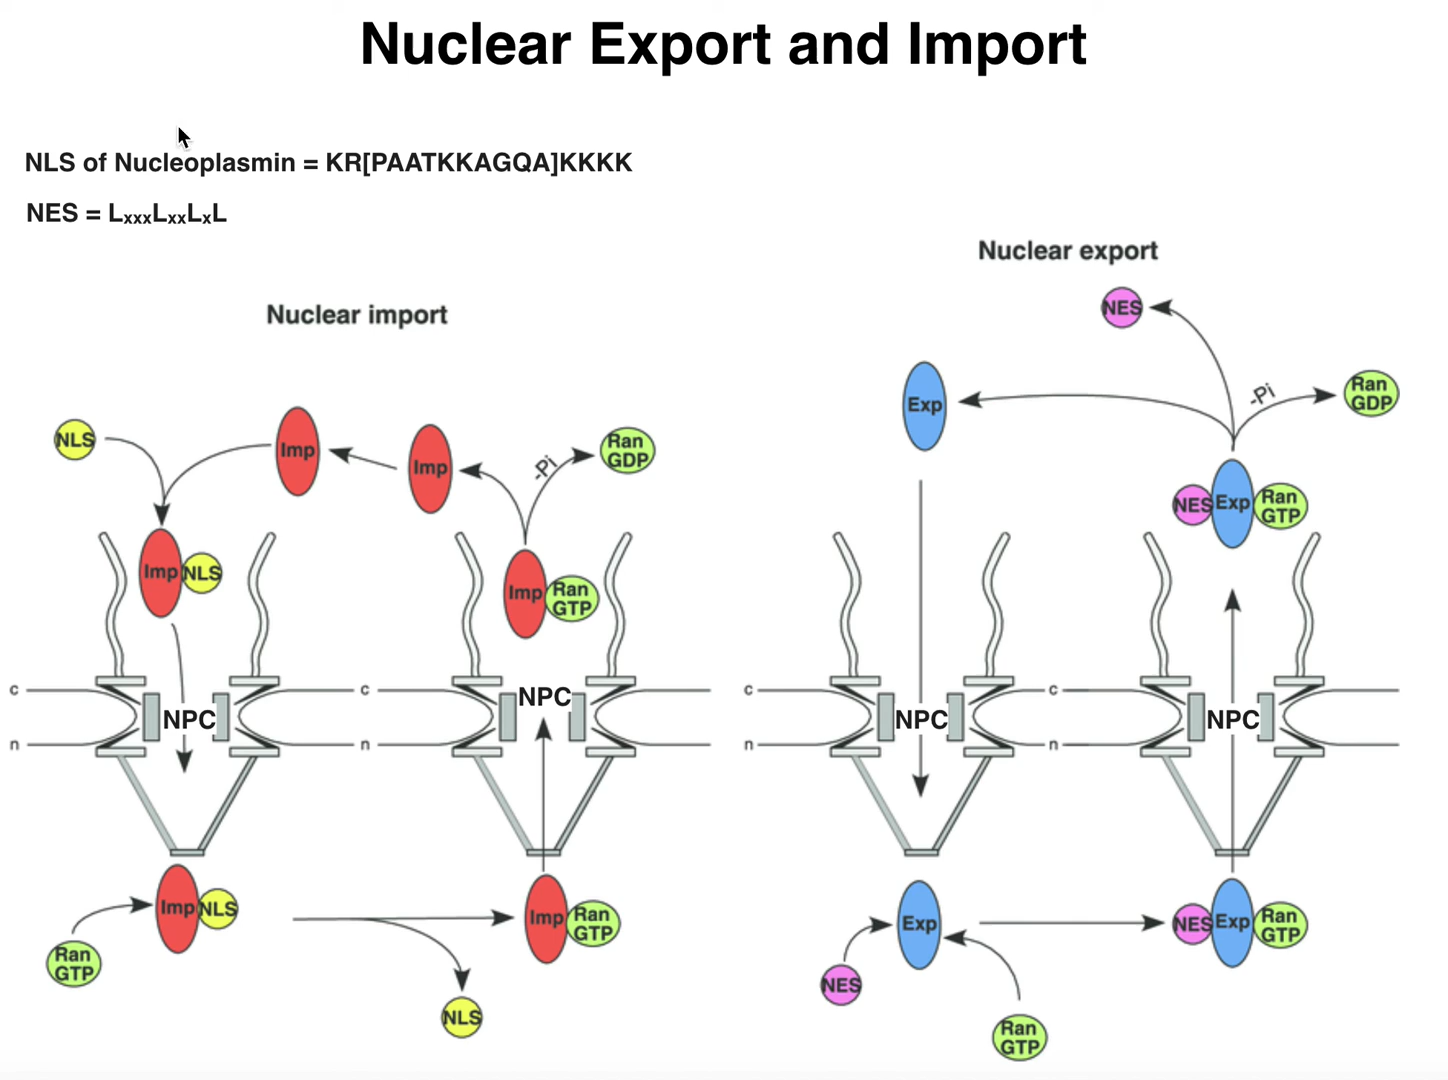 Nuclear Export and Import
NLS of Nucleoplasmin = KR[PAATKKAGQA]KKKK
NES = LxxxLxxLxL
Nuclear import
NLS
Imp
Imp
-Pi
Ran
GDP
Imp
NLS
Imp
Ran
GTP
c
c
n
n
NPC
NPC
Imp
NLS
Ran
GTP
Imp
Ran
GTP
NLS
Nuclear export
NES
Exp
-Pi
Ran
GDP
NES
Exp
Ran
GTP
c
c
n
n
NPC
NPC
Exp
NES
Ran
GTP
NES
Exp
Ran
GTP